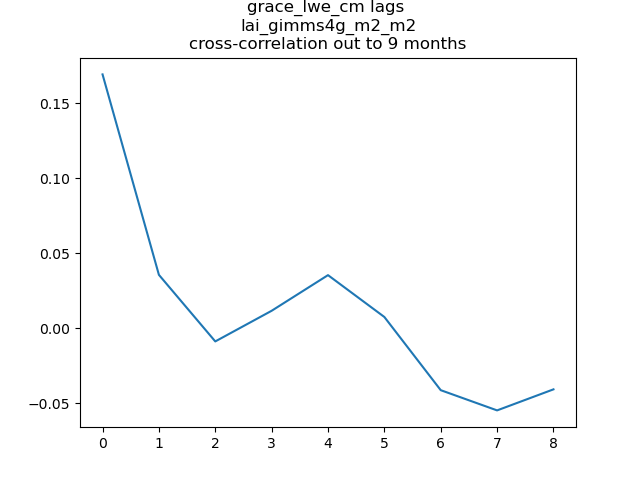 grace_lwe_cm lags
lai_gimms4g_m2_m2
cross-correlation out to 9 months
0.15
0.10
0.05
0.00
−0.05
0 1 2 3 4 5 6 7 8